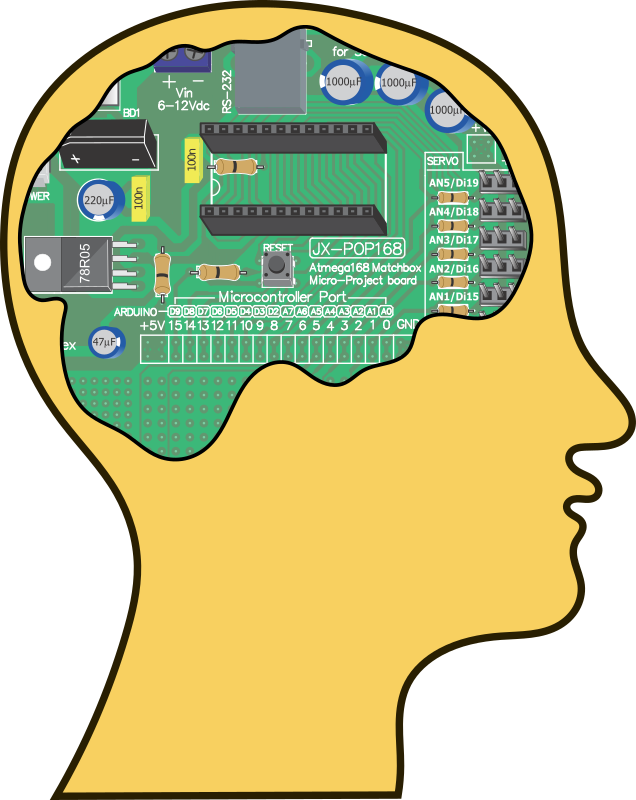 for S
+ −
Vin
6-12Vdc
RS-232
1000µF
1000µF
1000µF
BD1
+ −
100n
SERVO
WER
220µF
100n
AN5/Di19
AN4/Di18
AN3/Di17
AN2/Di16
AN1/Di15
78R05
RESET
JX-POP168
Atmega168 Matchbox
Micro-Project board
Microcontroller Port
ARDUINO
D9 D8 D7 D6 D5 D4 D3 D2 A7 A6 A5 A4 A3 A2 A1 A0
+5V 15 14 13 12 11 10 9 8 7 6 5 4 3 2 1 0 GND
ex
47µF